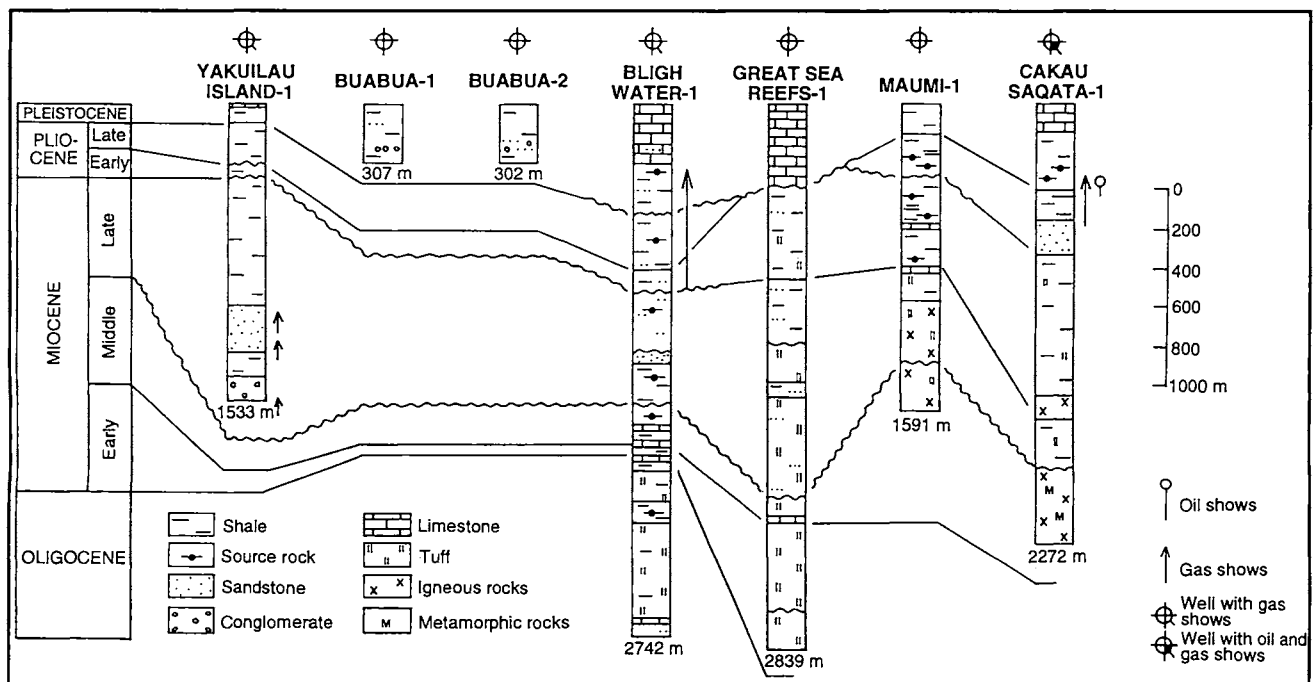 YAKUILAU
ISLAND-1
BUABUA-1
BUABUA-2
BLIGH
WATER-1
GREAT SEA
REEFS-1
MAUMI-1
CAKAU
SAQATA-1
PLEISTOCENE
PLIO-
CENE
Late
Early
MIOCENE
Late
Middle
Early
OLIGOCENE
307 m
302 m
1533 m
2742 m
2839 m
1591 m
2272 m
0
200
400
600
800
1000 m
Shale
Source rock
Sandstone
Conglomerate
Limestone
Tuff
Igneous rocks
M Metamorphic rocks
M
M
Oil shows
Gas shows
Well with gas
shows
Well with oil and
gas shows